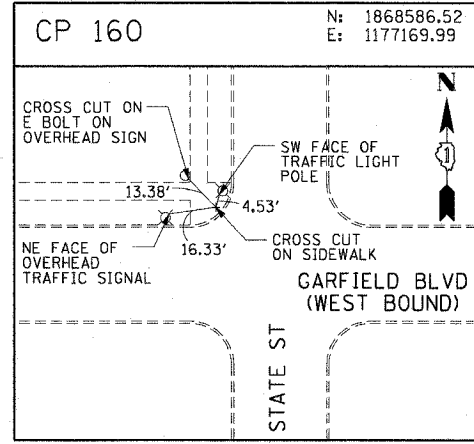 CP 160
N: 1868586.52
E: 1177169.99
N
1
CROSS CUT ON
E BOLT ON
OVERHEAD SIGN
SW FACE OF
TRAFFIC LIGHT
POLE
13.38'
4.53'
16.33'
NE FACE OF
OVERHEAD
TRAFFIC SIGNAL
CROSS CUT
ON SIDEWALK
GARFIELD BLVD
(WEST BOUND)
STATE ST